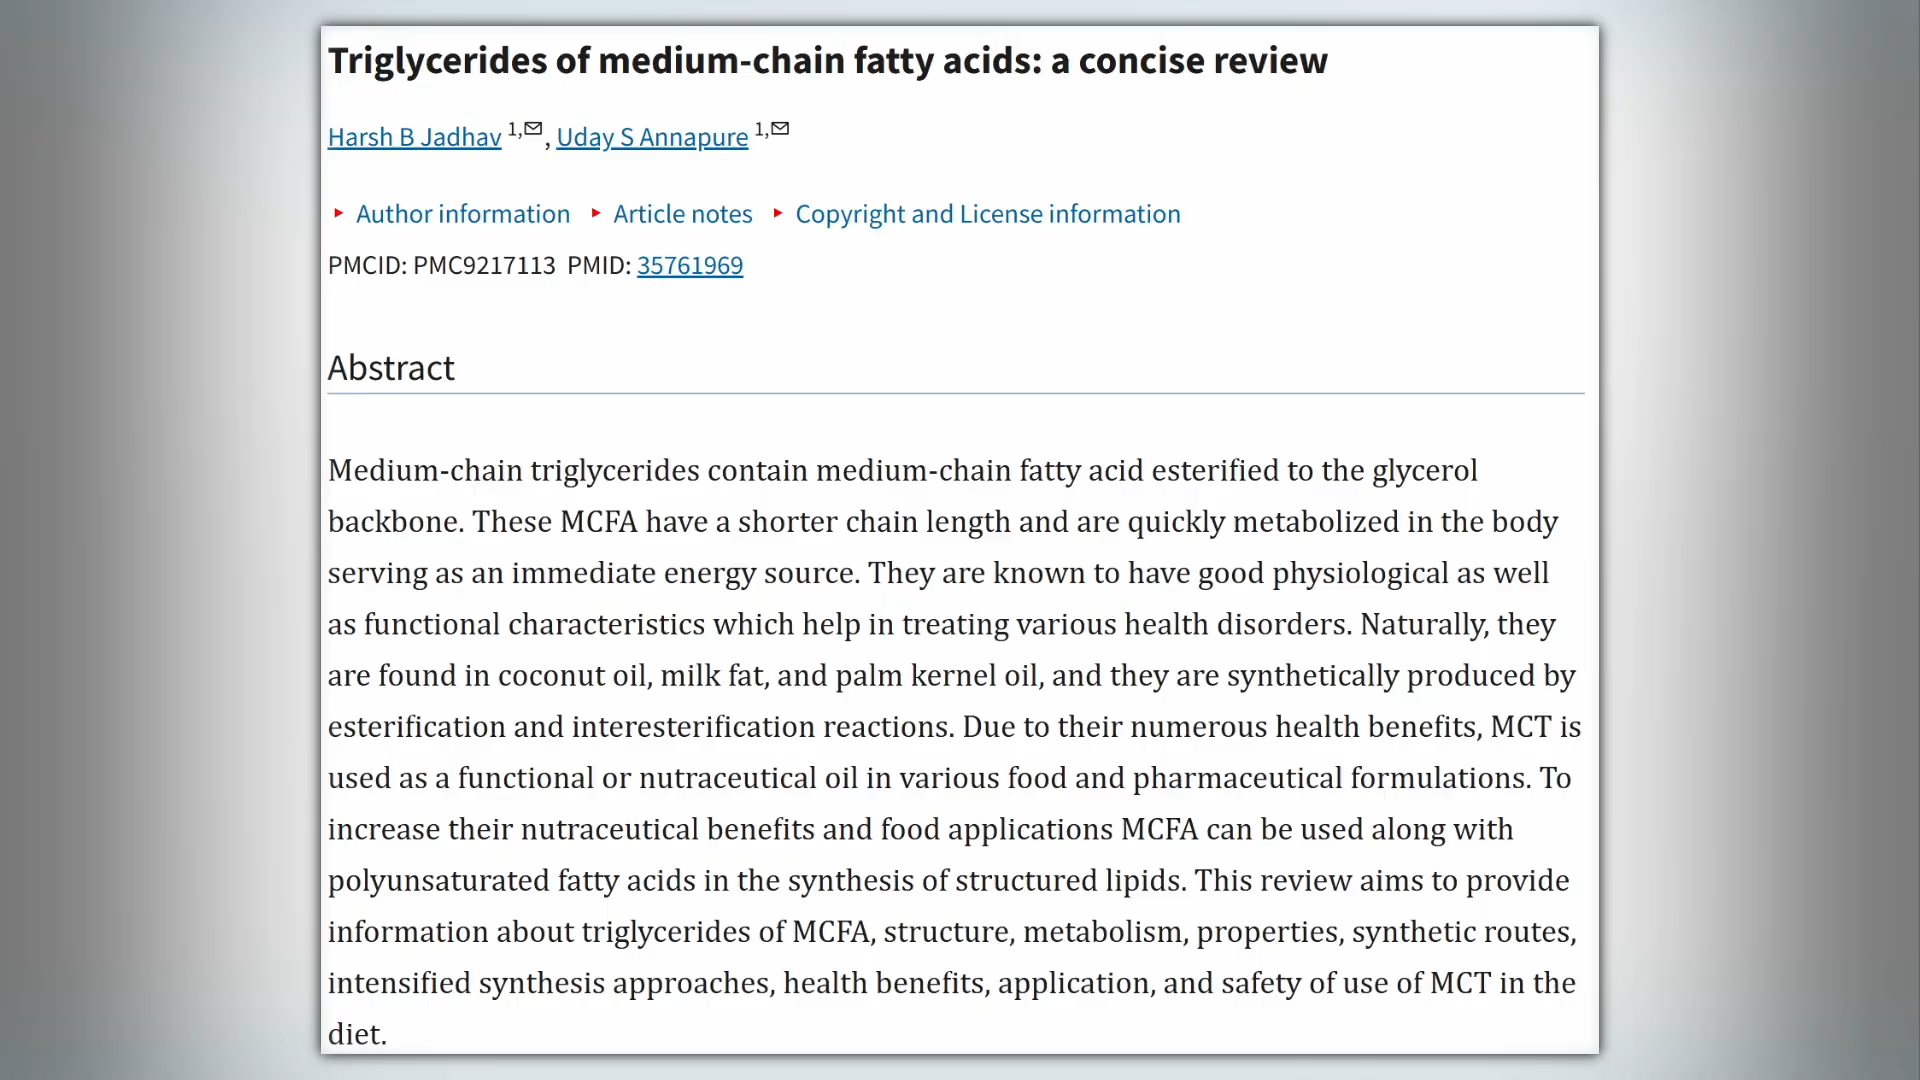 Triglycerides of medium-chain fatty acids: a concise review
Harsh B Jadhav 1,✉, Uday S Annapure 1,✉
▸ Author information ▸ Article notes ▸ Copyright and License information
PMCID: PMC9217113 PMID: 35761969
Abstract
Medium-chain triglycerides contain medium-chain fatty acid esterified to the glycerol
backbone. These MCFA have a shorter chain length and are quickly metabolized in the body
serving as an immediate energy source. They are known to have good physiological as well
as functional characteristics which help in treating various health disorders. Naturally, they
are found in coconut oil, milk fat, and palm kernel oil, and they are synthetically produced by
esterification and interesterification reactions. Due to their numerous health benefits, MCT is
used as a functional or nutraceutical oil in various food and pharmaceutical formulations. To
increase their nutraceutical benefits and food applications MCFA can be used along with
polyunsaturated fatty acids in the synthesis of structured lipids. This review aims to provide
information about triglycerides of MCFA, structure, metabolism, properties, synthetic routes,
intensified synthesis approaches, health benefits, application, and safety of use of MCT in the
diet.